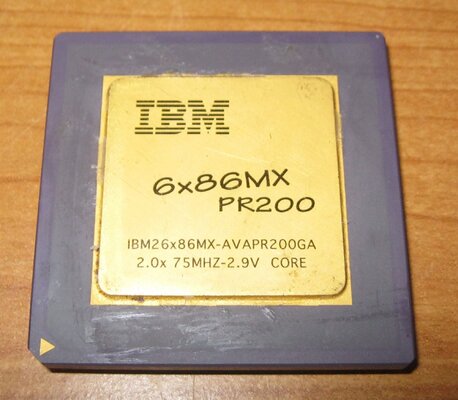 IBM
6x86MX
PR200
IBM26x86MX-AVAPR200GA
2.0x 75MHZ-2.9V CORE